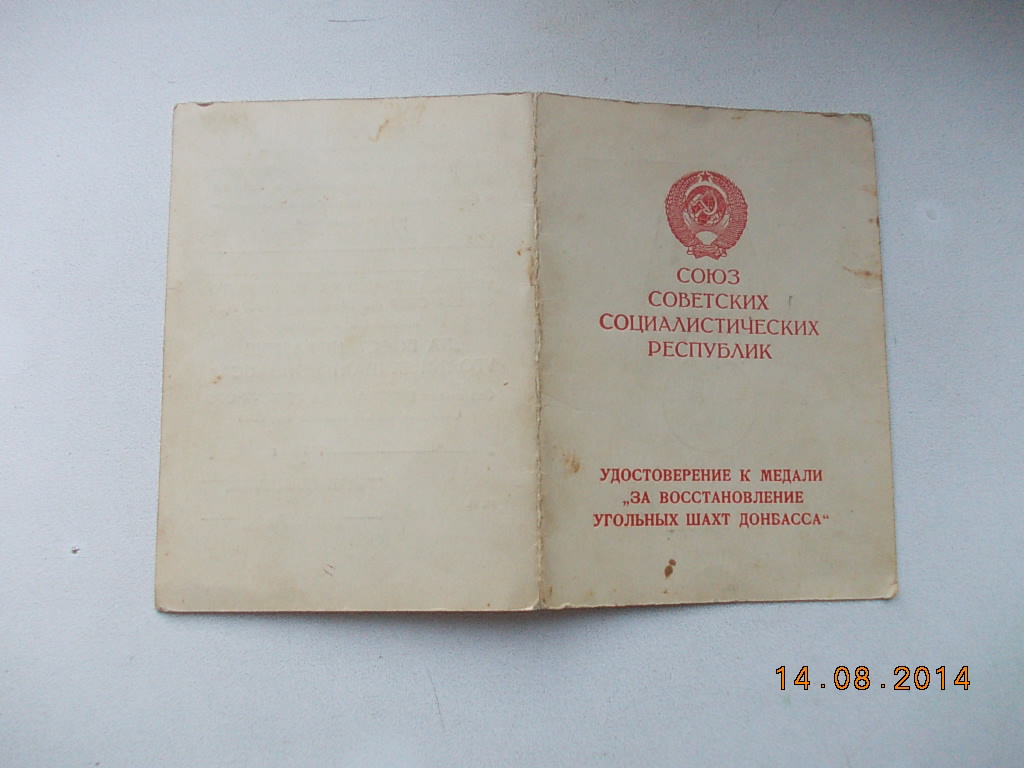 СОЮЗ
СОВЕТСКИХ
СОЦИАЛИСТИЧЕСКИХ
РЕСПУБЛИК
УДОСТОВЕРЕНИЕ К МЕДАЛИ
„ЗА ВОССТАНОВЛЕНИЕ
УГОЛЬНЫХ ШАХТ ДОНБАССА“
14.08.2014